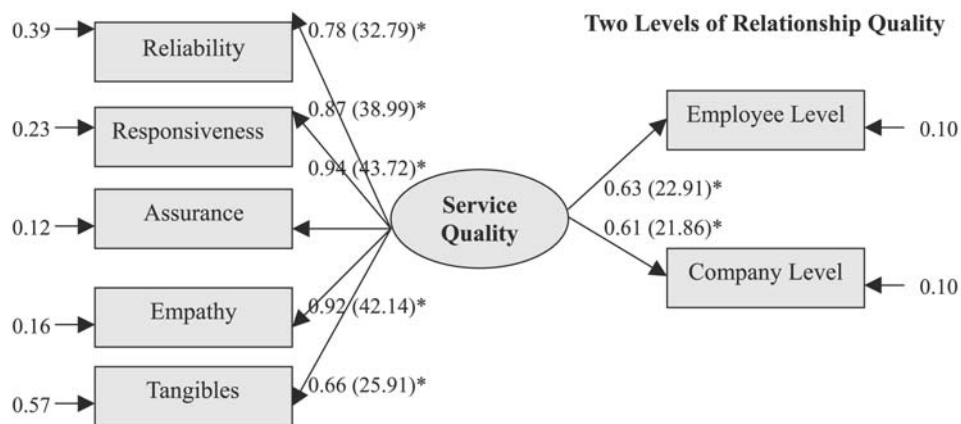 Two Levels of Relationship Quality
0.39
Reliability
0.78 (32.79)*
0.23
Responsiveness
0.87 (38.99)*
0.12
Assurance
0.94 (43.72)*
0.16
Empathy
0.92 (42.14)*
0.57
Tangibles
0.66 (25.91)*
Service
Quality
Employee Level
0.10
0.63 (22.91)*
0.61 (21.86)*
Company Level
0.10